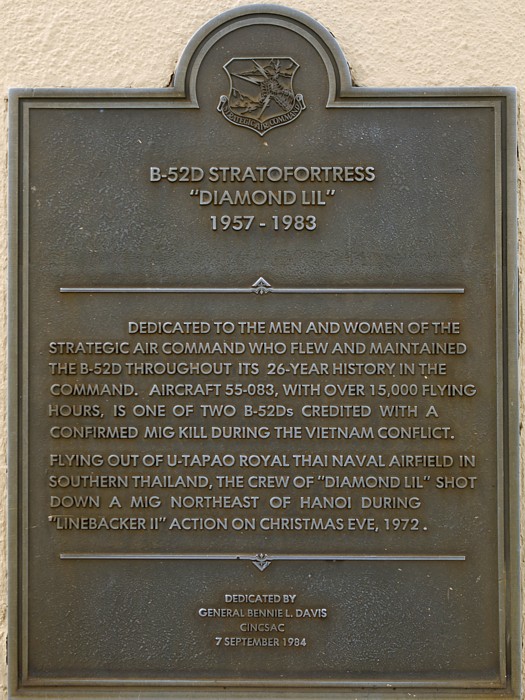 STRATEGIC AIR COMMAND
B-52D STRATOFORTRESS
"DIAMOND LIL"
1957 - 1983
DEDICATED TO THE MEN AND WOMEN OF THE
STRATEGIC AIR COMMAND WHO FLEW AND MAINTAINED
THE B-52D THROUGHOUT ITS 26-YEAR HISTORY IN THE
COMMAND. AIRCRAFT 55-083, WITH OVER 15,000 FLYING
HOURS, IS ONE OF TWO B-52Ds CREDITED WITH A
CONFIRMED MIG KILL DURING THE VIETNAM CONFLICT.
FLYING OUT OF U-TAPAO ROYAL THAI NAVAL AIRFIELD IN
SOUTHERN THAILAND, THE CREW OF "DIAMOND LIL" SHOT
DOWN A MIG NORTHEAST OF HANOI DURING
"LINEBACKER II" ACTION ON CHRISTMAS EVE, 1972.
DEDICATED BY
GENERAL BENNIE L. DAVIS
CINCSAC
7 SEPTEMBER 1984